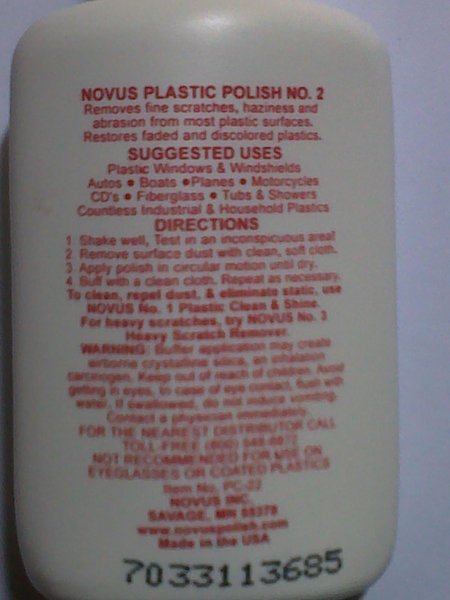 NOVUS PLASTIC POLISH NO. 2
Removes fine scratches, haziness and
abrasion from most plastic surfaces.
Restores faded and discolored plastics.
SUGGESTED USES
Plastic Windows & Windshields
Autos • Boats • Planes • Motorcycles
CD's • Fiberglass • Tubs & Showers
Countless Industrial & Household Plastics
DIRECTIONS
1. Shake well, Test in an inconspicuous area!
2. Remove surface dust with clean, soft cloth.
3. Apply polish in circular motion until dry.
4. Buff with a clean cloth. Repeat as necessary.
To clean, repel dust, & eliminate static, use
NOVUS No. 1 Plastic Clean & Shine.
For heavy scratches, try NOVUS No. 3
Heavy Scratch Remover.
WARNING: Buffer application may create
airborne crystalline silica, an inhalation
carcinogen. Keep out of reach of children. Avoid
getting in eyes, in case of eye contact, flush with
water. If swallowed, do not induce vomiting.
Contact a physician immediately.
FOR THE NEAREST DISTRIBUTOR CALL
TOLL-FREE (800) 548-6872
NOT RECOMMENDED FOR USE ON
EYEGLASSES OR COATED PLASTICS
Item No. PC-22
NOVUS INC.
SAVAGE, MN 55378
www.novuspolish.com
Made in the USA
7033113685